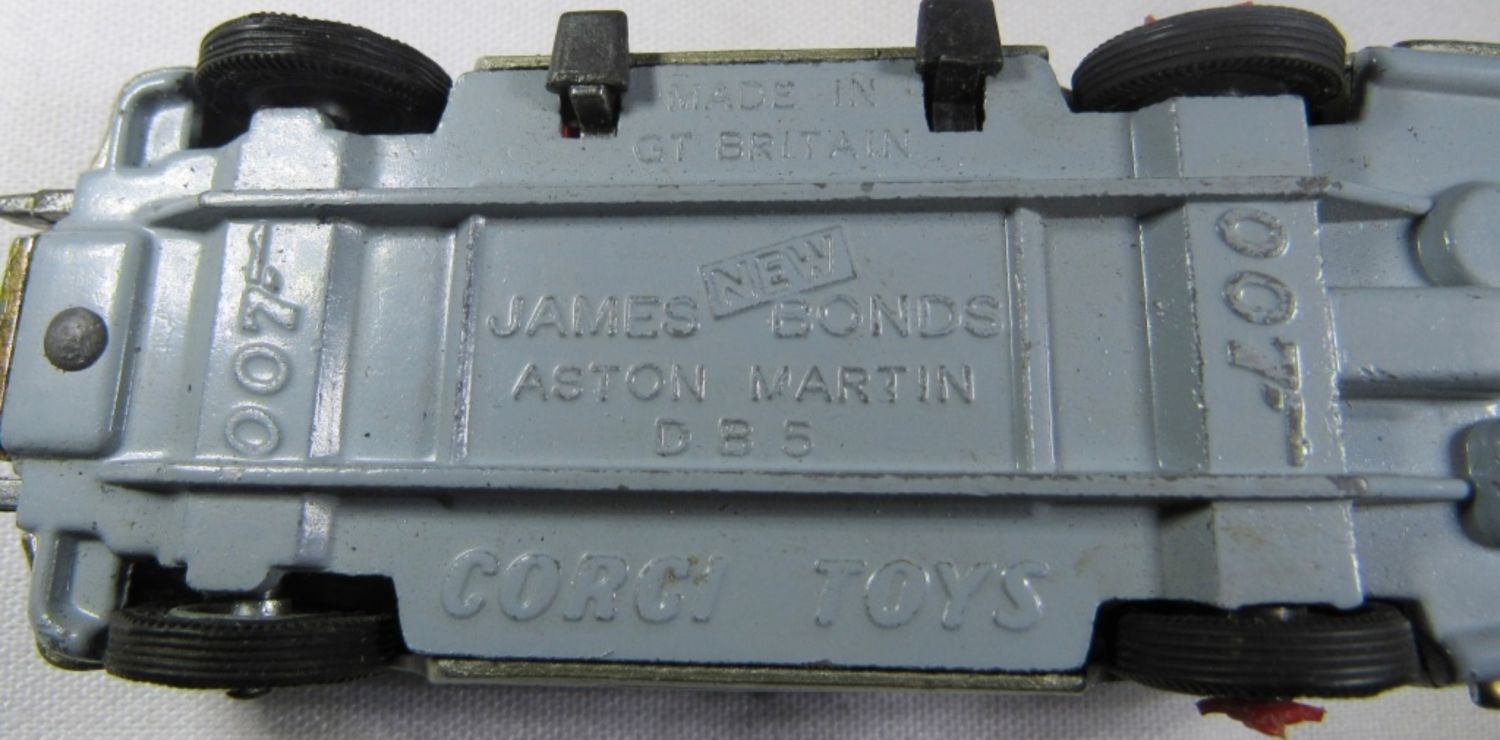 MADE IN
GT BRITAIN
007
NEW
JAMES BONDS
ASTON MARTIN
DB5
007
CORGI TOYS